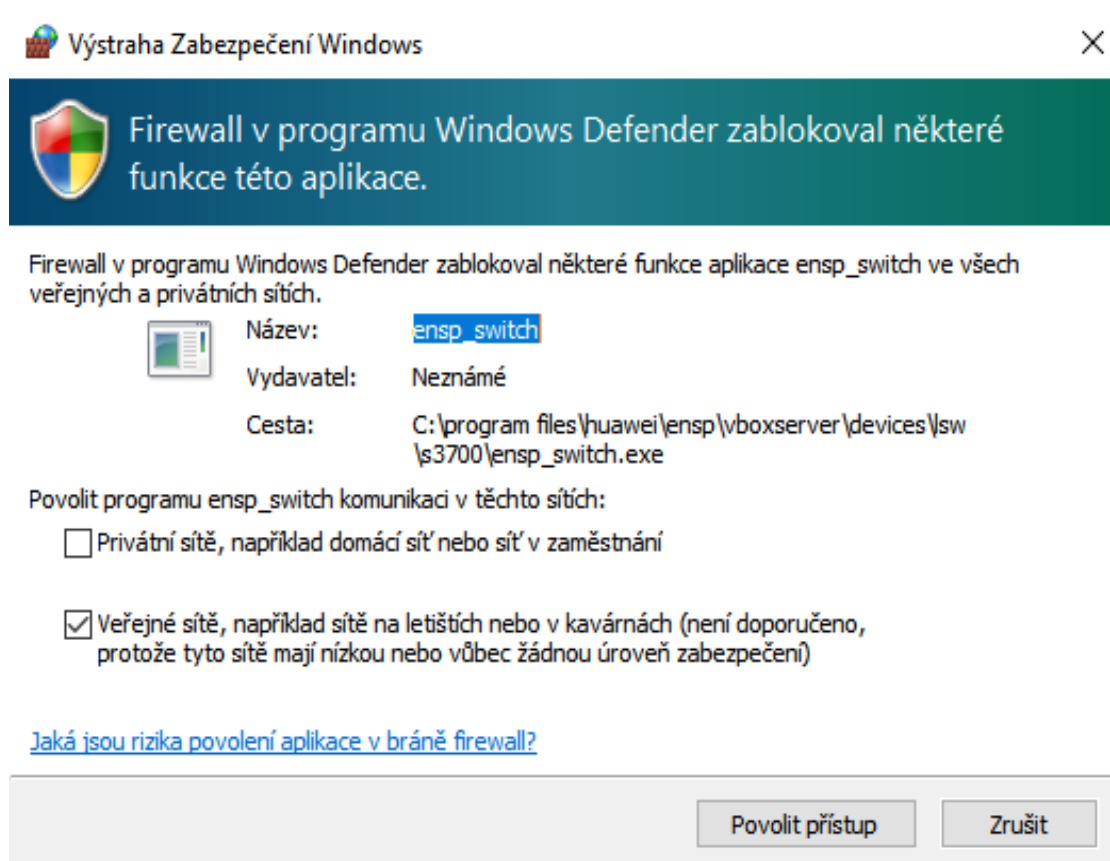 Výstraha Zabezpečení Windows
Firewall v programu Windows Defender zablokoval některé
funkce této aplikace.
Firewall v programu Windows Defender zablokoval některé funkce aplikace ensp_switch ve všech
veřejných a privátních sítích.
Název: ensp_switch
Vydavatel: Neznámé
Cesta: C:\program files\huawei\ensp\vboxserver\devices\lsw
\s3700\ensp_switch.exe
Povolit programu ensp_switch komunikaci v těchto sítích:
Privátní sítě, například domácí síť nebo síť v zaměstnání
Veřejné sítě, například sítě na letištích nebo v kavárnách (není doporučeno,
protože tyto sítě mají nízkou nebo vůbec žádnou úroveň zabezpečení)
Jaká jsou rizika povolení aplikace v bráně firewall?
Povolit přístup Zrušit